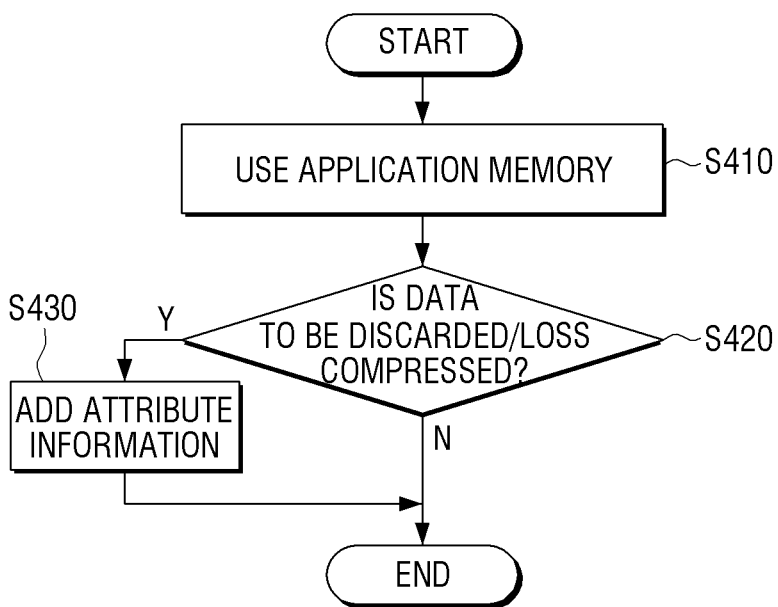 START
USE APPLICATION MEMORY
S410
IS DATA
TO BE DISCARDED/LOSS
COMPRESSED?
S420
Y
S430
ADD ATTRIBUTE
INFORMATION
N
END